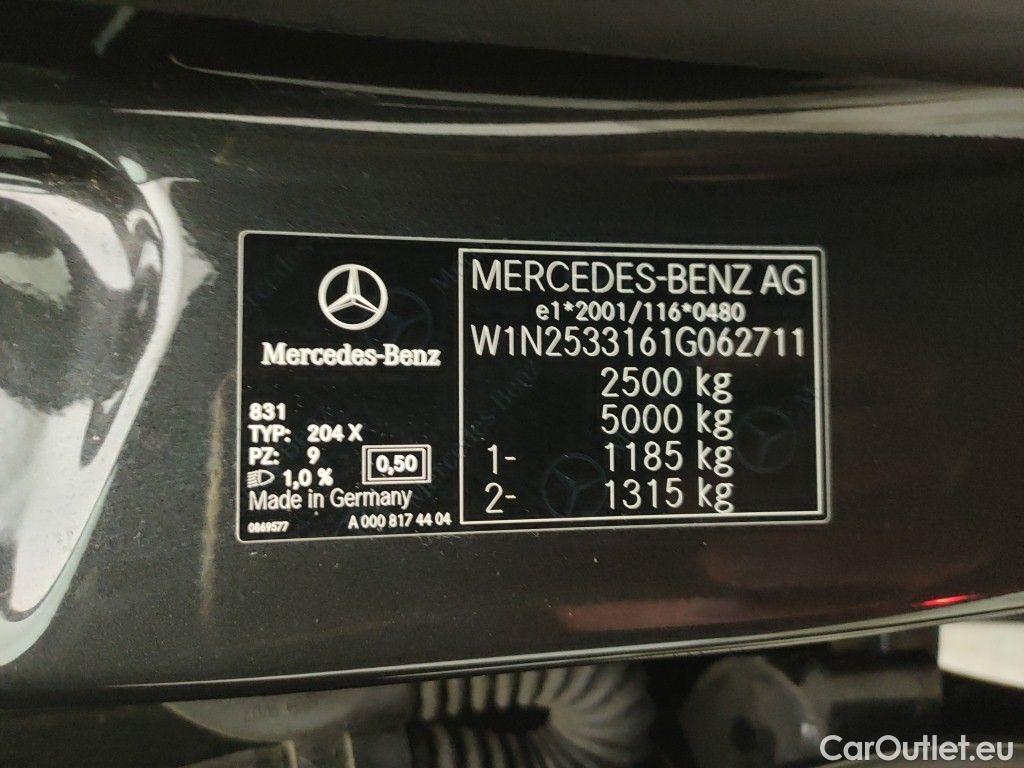 Mercedes-Benz
831
TYP: 204 X
PZ: 9
1,0 %
0,50
Made in Germany
0869577
A 000 817 44 04
MERCEDES-BENZ AG
e1*2001/116*0480
W1N2533161G062711
2500 kg
5000 kg
1- 1185 kg
2- 1315 kg
CarOutlet.eu